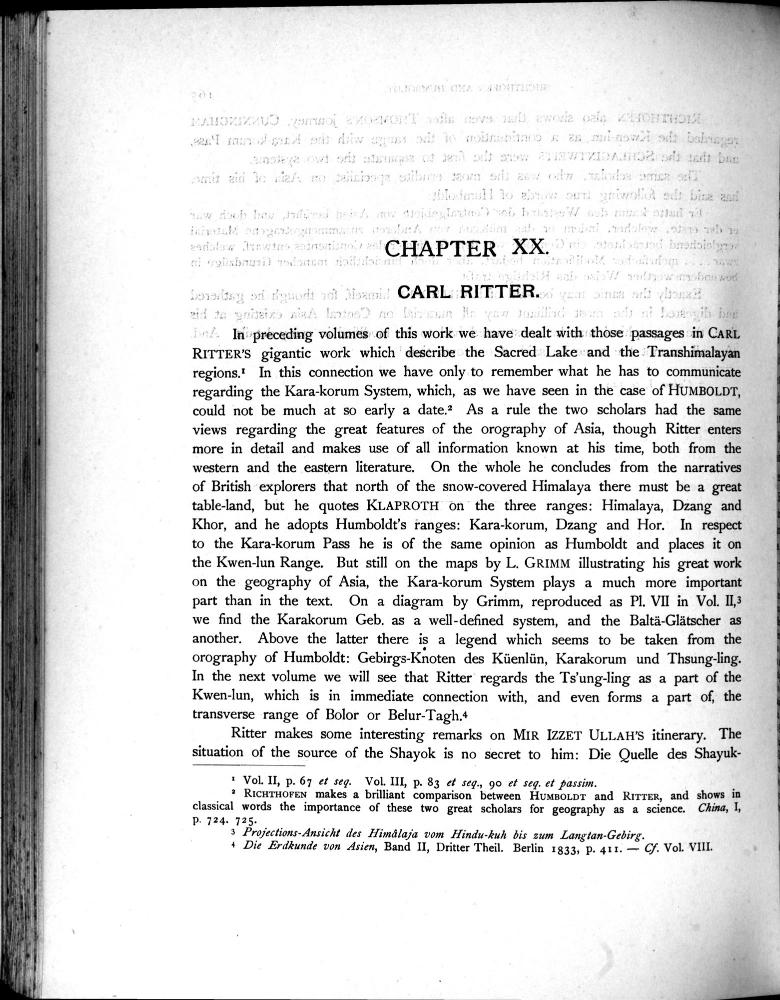 CHAPTER XX.
CARL RITTER.
In preceding volumes of this work we have dealt with those passages in CARL
RITTER'S gigantic work which describe the Sacred Lake and the Transhimalayan
regions.¹ In this connection we have only to remember what he has to communicate
regarding the Kara-korum System, which, as we have seen in the case of HUMBOLDT,
could not be much at so early a date.² As a rule the two scholars had the same
views regarding the great features of the orography of Asia, though Ritter enters
more in detail and makes use of all information known at his time, both from the
western and the eastern literature. On the whole he concludes from the narratives
of British explorers that north of the snow-covered Himalaya there must be a great
table-land, but he quotes KLAPROTH on the three ranges: Himalaya, Dzang and
Khor, and he adopts Humboldt's ranges: Kara-korum, Dzang and Hor. In respect
to the Kara-korum Pass he is of the same opinion as Humboldt and places it on
the Kwen-lun Range. But still on the maps by L. GRIMM illustrating his great work
on the geography of Asia, the Kara-korum System plays a much more important
part than in the text. On a diagram by Grimm, reproduced as Pl. VII in Vol. II,³
we find the Karakorum Geb. as a well-defined system, and the Baltä-Glätscher as
another. Above the latter there is a legend which seems to be taken from the
orography of Humboldt: Gebirgs-Knoten des Küenlün, Karakorum und Thsung-ling.
In the next volume we will see that Ritter regards the Ts'ung-ling as a part of the
Kwen-lun, which is in immediate connection with, and even forms a part of, the
transverse range of Bolor or Belur-Tagh.⁴
Ritter makes some interesting remarks on MIR IZZET ULLAH'S itinerary. The
situation of the source of the Shayok is no secret to him: Die Quelle des Shayuk-
¹ Vol. II, p. 67 et seq. Vol. III, p. 83 et seq., 90 et seq. et passim.
² RICHTHOFEN makes a brilliant comparison between HUMBOLDT and RITTER, and shows in
classical words the importance of these two great scholars for geography as a science. China, I,
p. 724. 725.
³ Projections-Ansicht des Himâlaja vom Hindu-kuh bis zum Langtan-Gebirg.
⁴ Die Erdkunde von Asien, Band II, Dritter Theil. Berlin 1833, p. 411. — Cf. Vol. VIII.